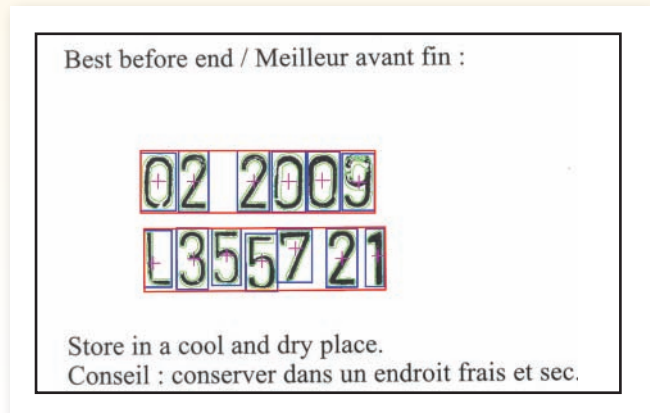 Best before end / Meilleur avant fin :
02 2009
L3557 21
Store in a cool and dry place.
Conseil : conserver dans un endroit frais et sec.